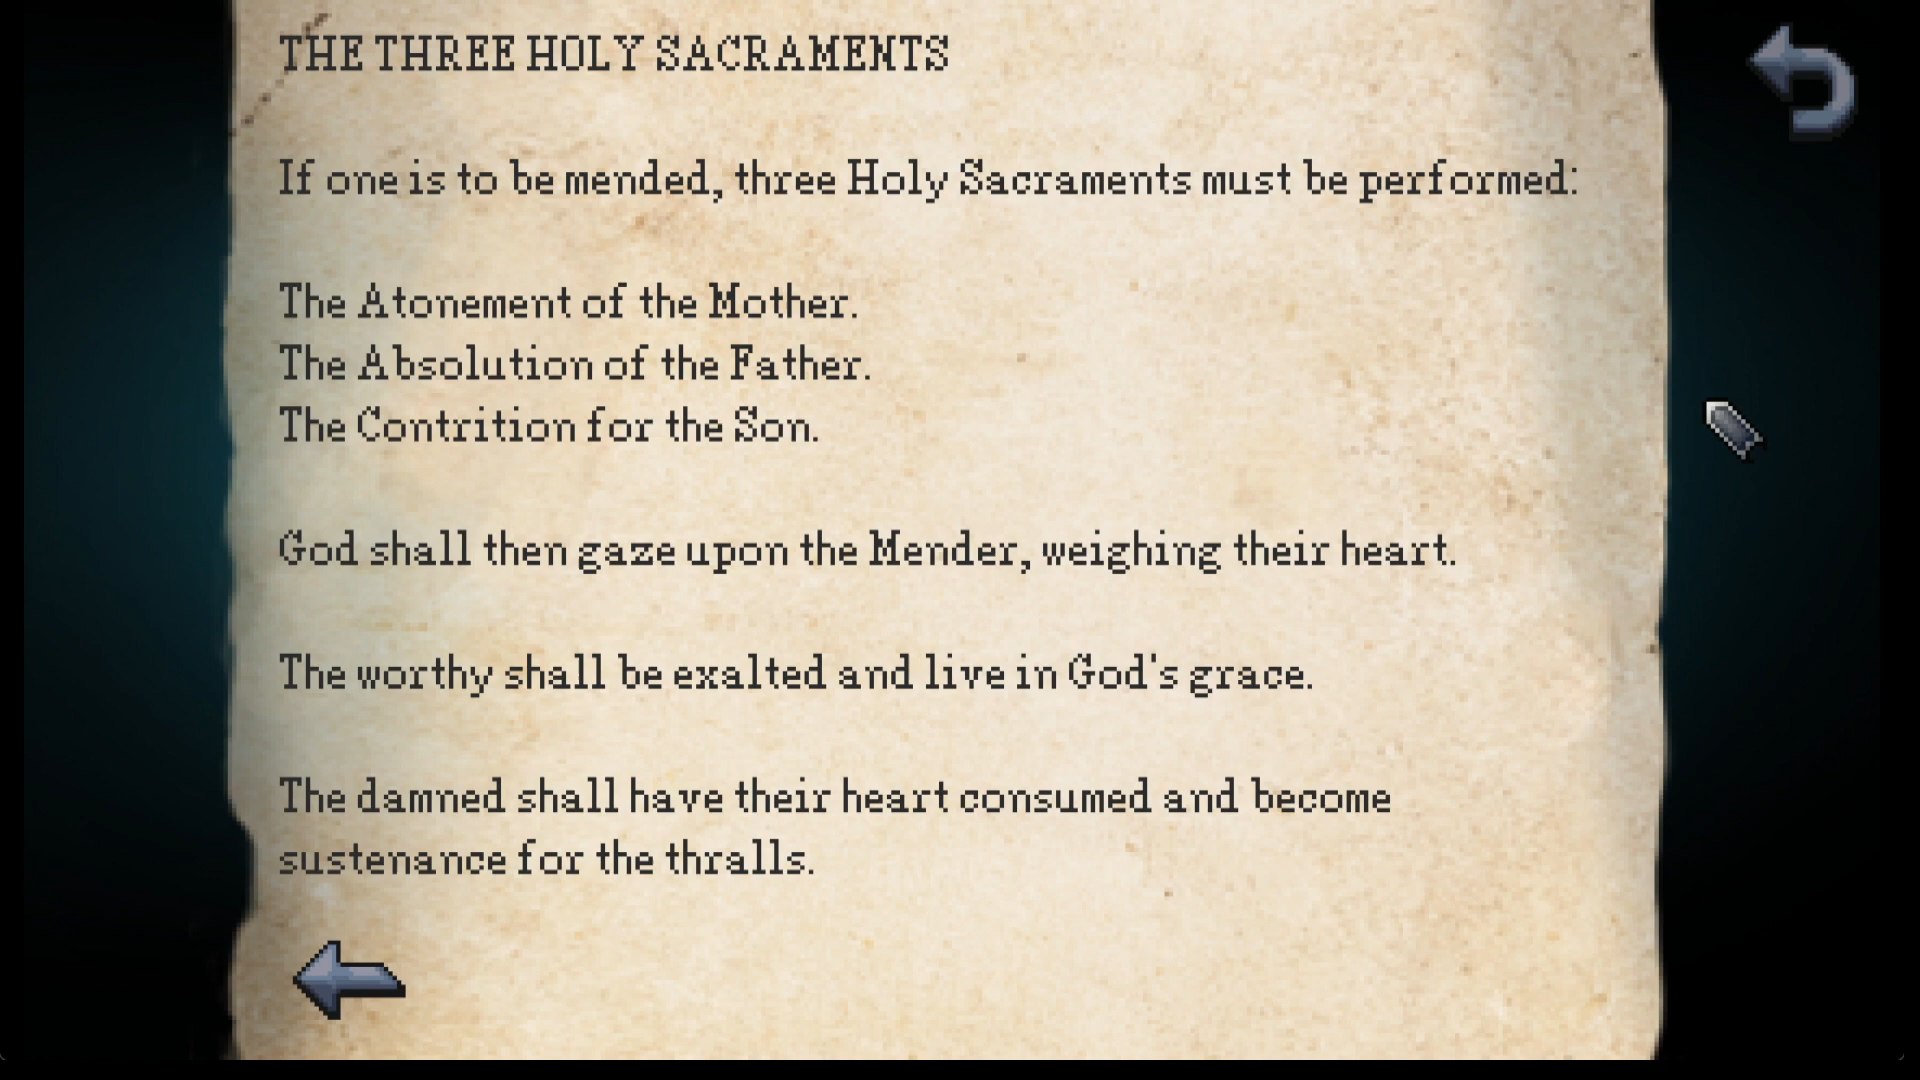 THE THREE HOLY SACRAMENTS
If one is to be mended, three Holy Sacraments must be performed:
The Atonement of the Mother.
The Absolution of the Father.
The Contrition for the Son.
God shall then gaze upon the Mender, weighing their heart.
The worthy shall be exalted and live in God's grace.
The damned shall have their heart consumed and become
sustenance for the thralls.